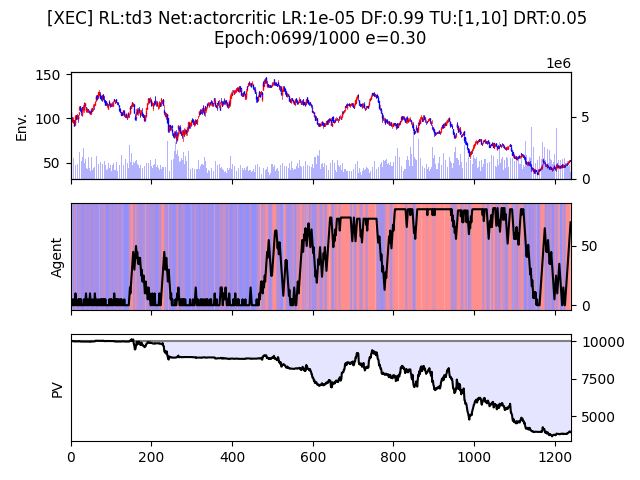 [XEC] RL:td3 Net:actorcritic LR:1e-05 DF:0.99 TU:[1,10] DRT:0.05
Epoch:0699/1000 e=0.30
1e6
150
100
50
Env.
5
0
Agent
50
0
PV
10000
7500
5000
0 200 400 600 800 1000 1200